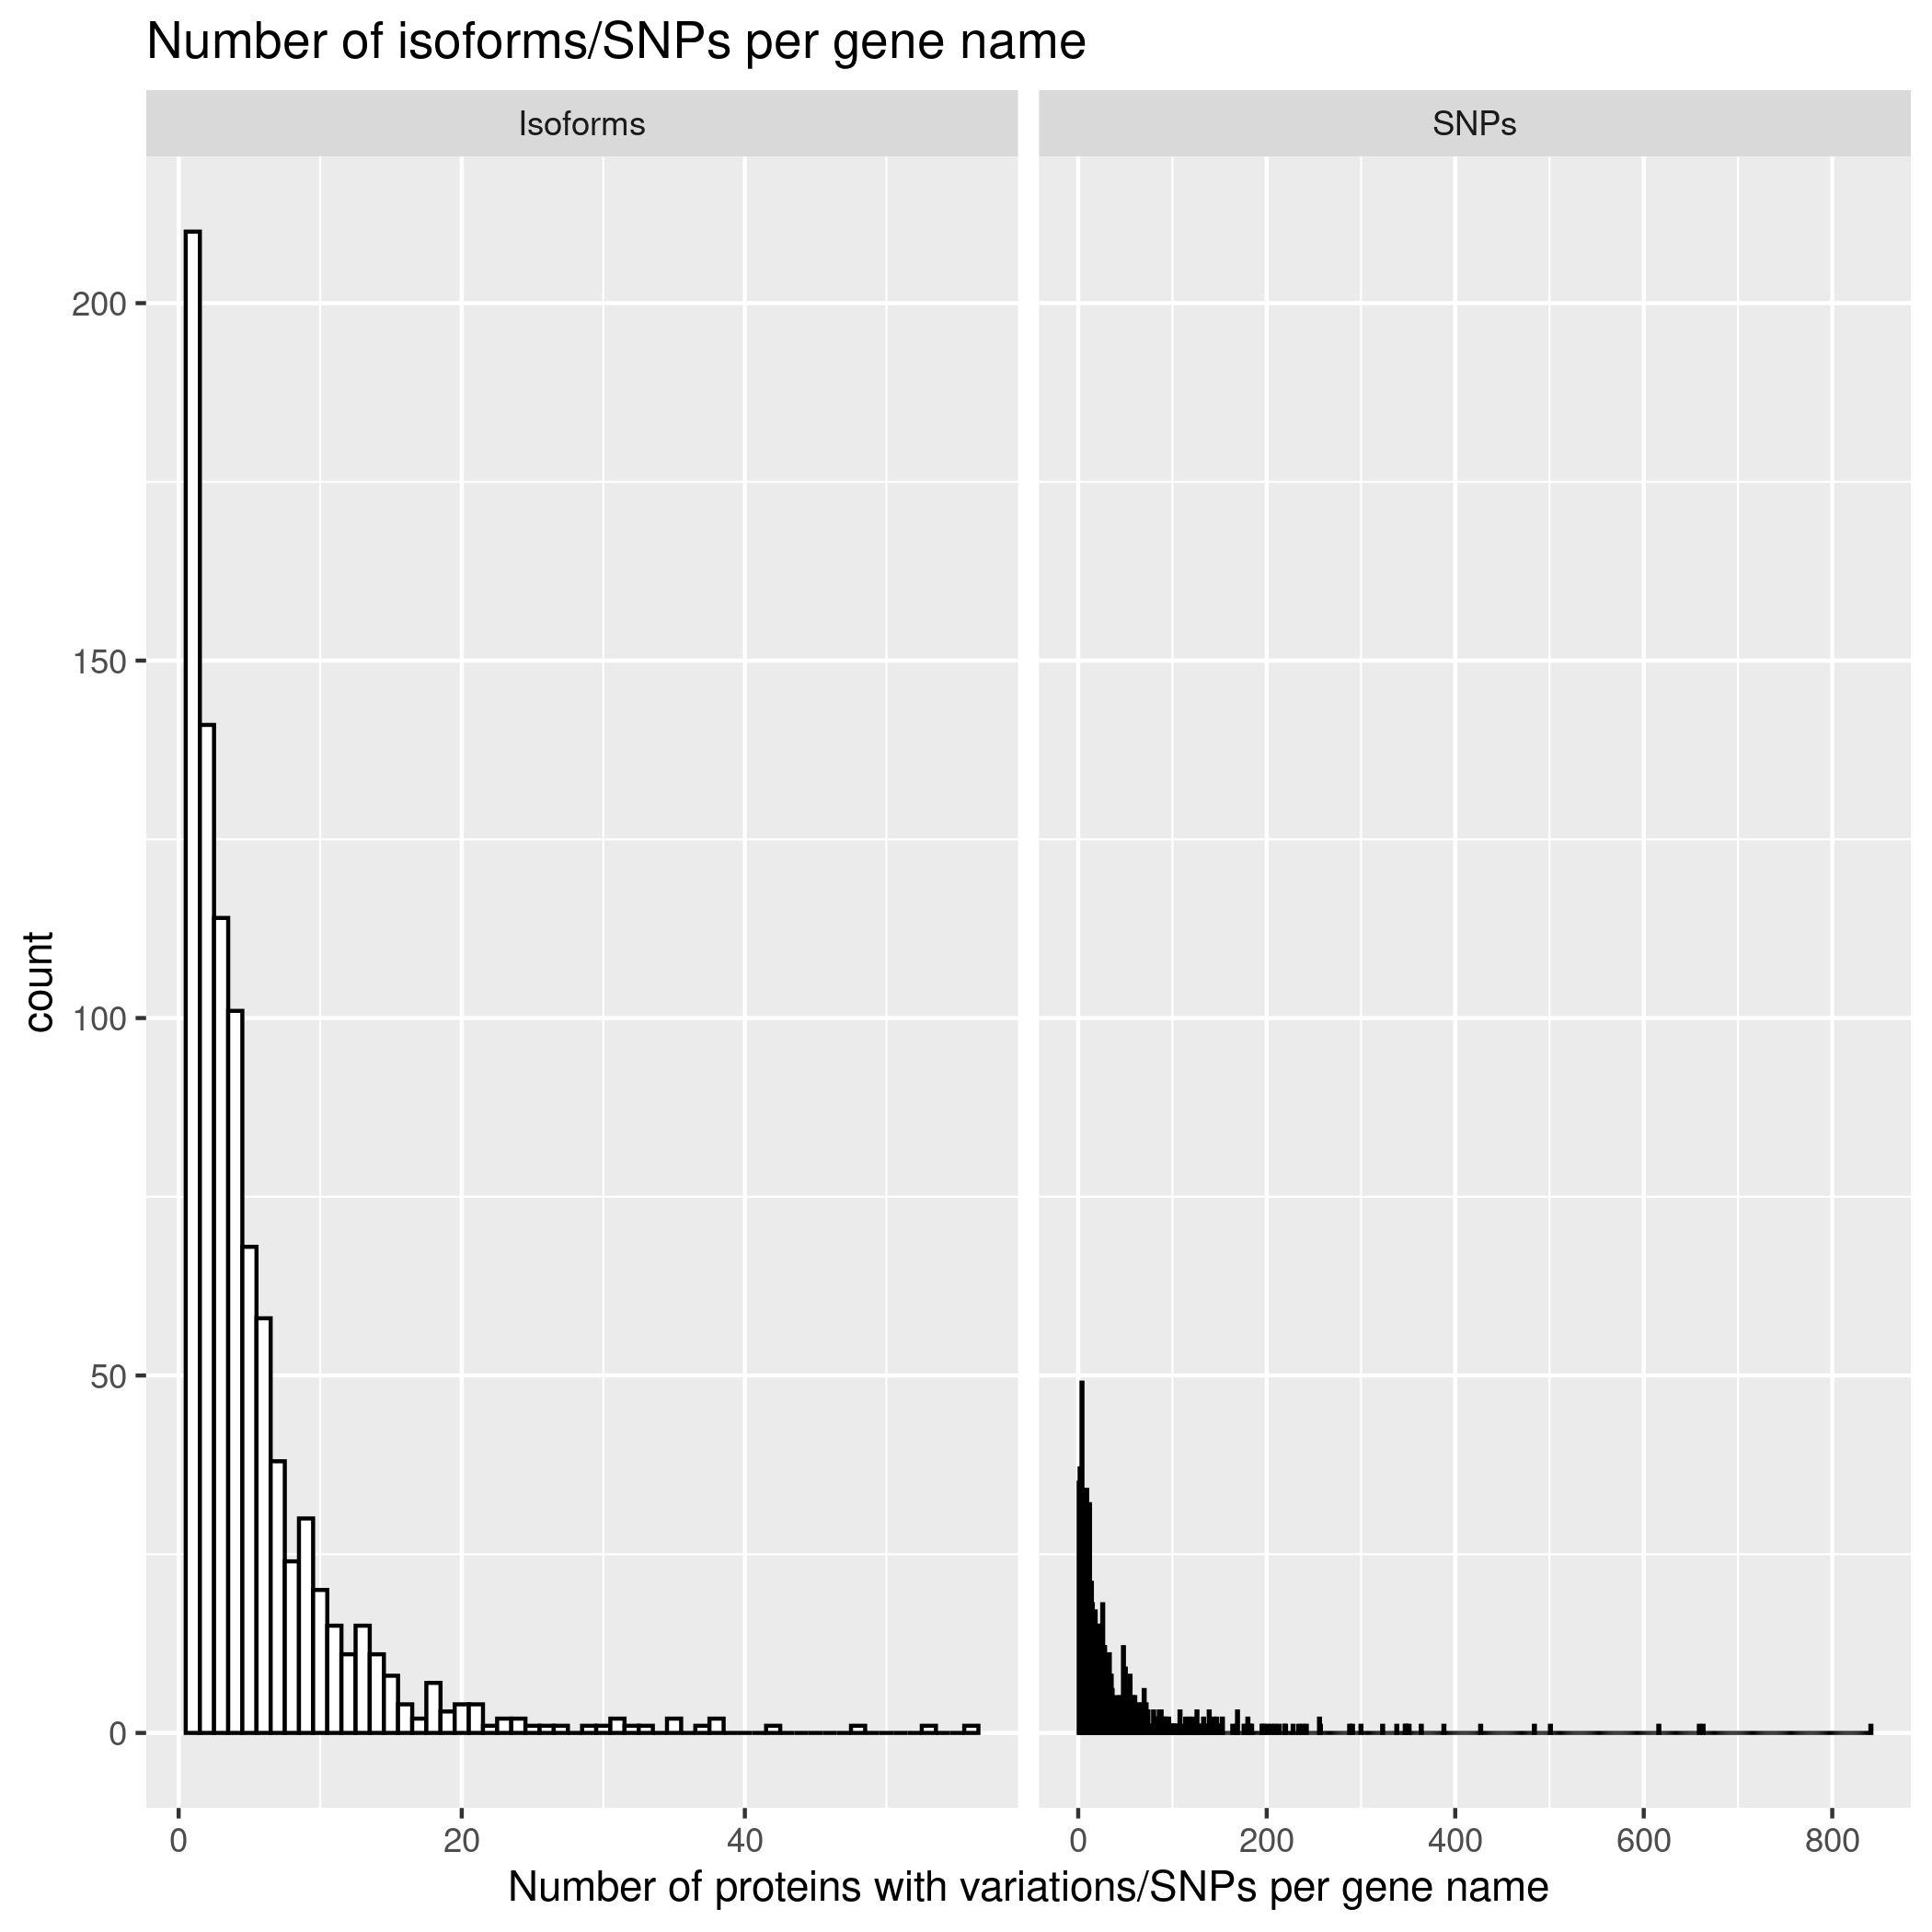 Number of isoforms/SNPs per gene name
Isoforms
SNPs
count
200
150
100
50
0
0 20 40
0 200 400 600 800
Number of proteins with variations/SNPs per gene name